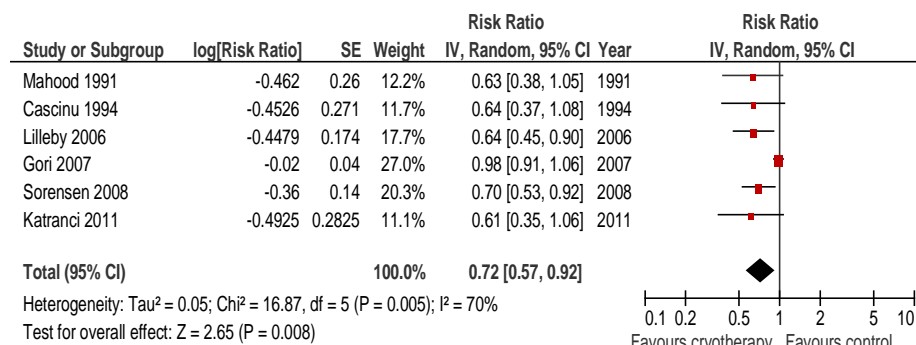 Risk Ratio Risk Ratio
Study or Subgroup log[Risk Ratio] SE Weight IV, Random, 95% CI Year IV, Random, 95% CI
Mahood 1991 -0.462 0.26 12.2% 0.63 [0.38, 1.05] 1991
Cascinu 1994 -0.4526 0.271 11.7% 0.64 [0.37, 1.08] 1994
Lilleby 2006 -0.4479 0.174 17.7% 0.64 [0.45, 0.90] 2006
Gori 2007 -0.02 0.04 27.0% 0.98 [0.91, 1.06] 2007
Sorensen 2008 -0.36 0.14 20.3% 0.70 [0.53, 0.92] 2008
Katranci 2011 -0.4925 0.2825 11.1% 0.61 [0.35, 1.06] 2011
Total (95% CI) 100.0% 0.72 [0.57, 0.92]
Heterogeneity: Tau² = 0.05; Chi² = 16.87, df = 5 (P = 0.005); I² = 70%
Test for overall effect: Z = 2.65 (P = 0.008)
0.1 0.2 0.5 1 2 5 10
Favours cryotherapy Favours control